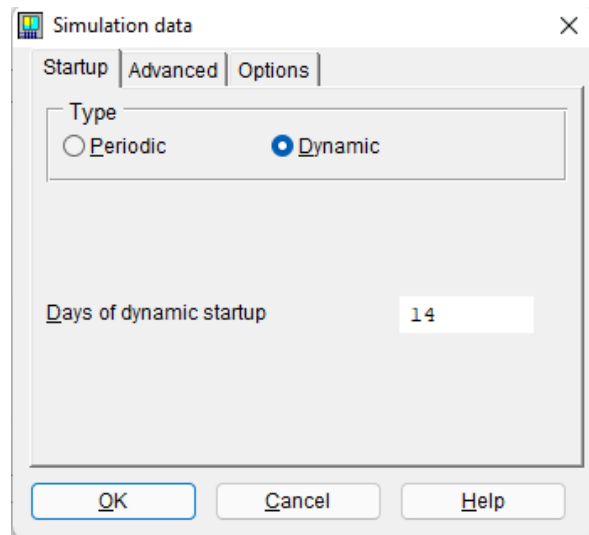 Simulation data
Startup Advanced Options
Type
Periodic Dynamic
Days of dynamic startup 14
OK Cancel Help